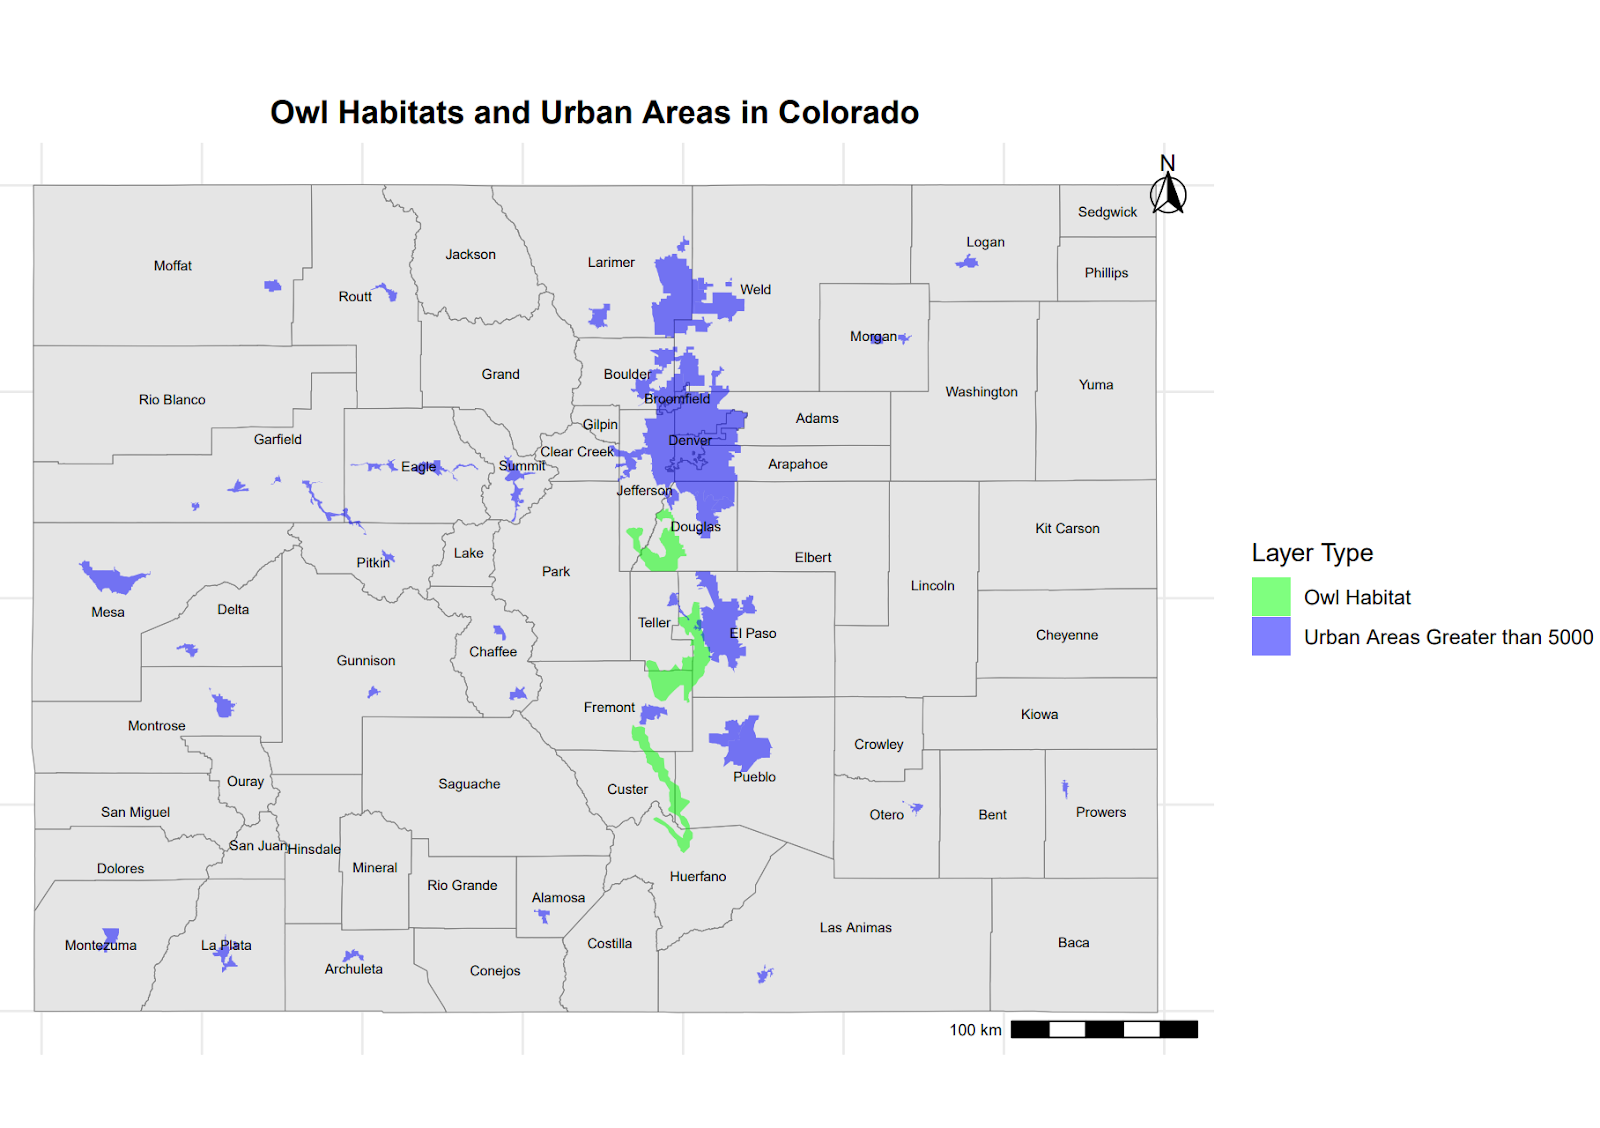 Owl Habitats and Urban Areas in Colorado
N
Sedgwick
Logan
Jackson
Larimer
Moffat
Phillips
Weld
Routt
Morgan
Grand
Boulder
Yuma
Washington
Rio Blanco
Broomfield
Adams
Gilpin
Garfield
Denver
Clear Creek
Eagle
Summit
Arapahoe
Jefferson
Douglas
Kit Carson
Lake
Elbert
Pitkin
Park
Lincoln
Mesa
Delta
Teller
El Paso
Cheyenne
Chaffee
Gunnison
Fremont
Kiowa
Montrose
Crowley
Pueblo
Ouray
Saguache
Custer
San Miguel
Otero
Bent
Prowers
San Juan
Hinsdale
Dolores
Mineral
Huerfano
Rio Grande
Alamosa
Las Animas
Montezuma
La Plata
Costilla
Baca
Archuleta
Conejos
100 km
Layer Type
Owl Habitat
Urban Areas Greater than 5000